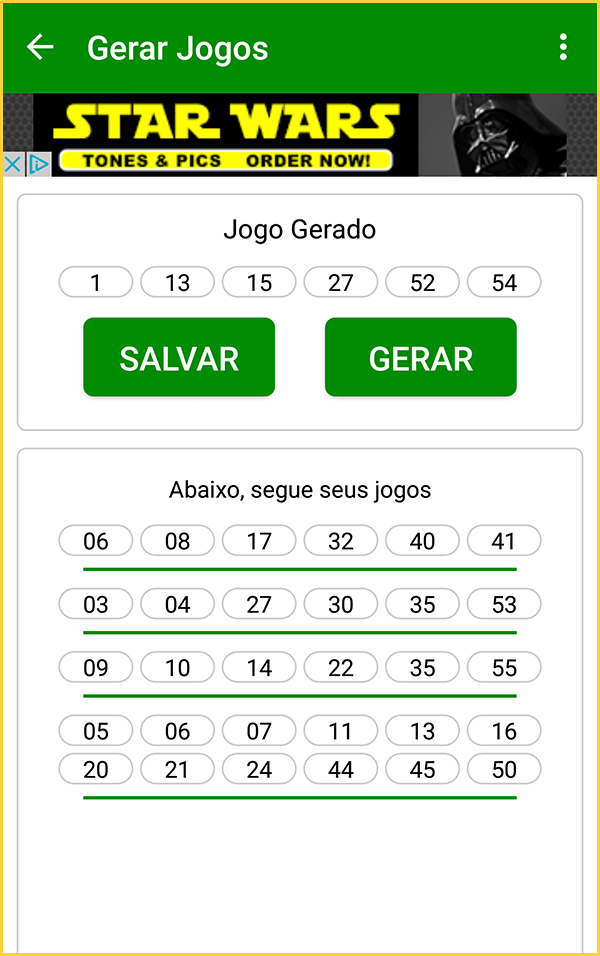 Gerar Jogos
STAR WARS
TONES & PICS ORDER NOW!
Jogo Gerado
1 13 15 27 52 54
SALVAR GERAR
Abaixo, segue seus jogos
06 08 17 32 40 41
03 04 27 30 35 53
09 10 14 22 35 55
05 06 07 11 13 16
20 21 24 44 45 50